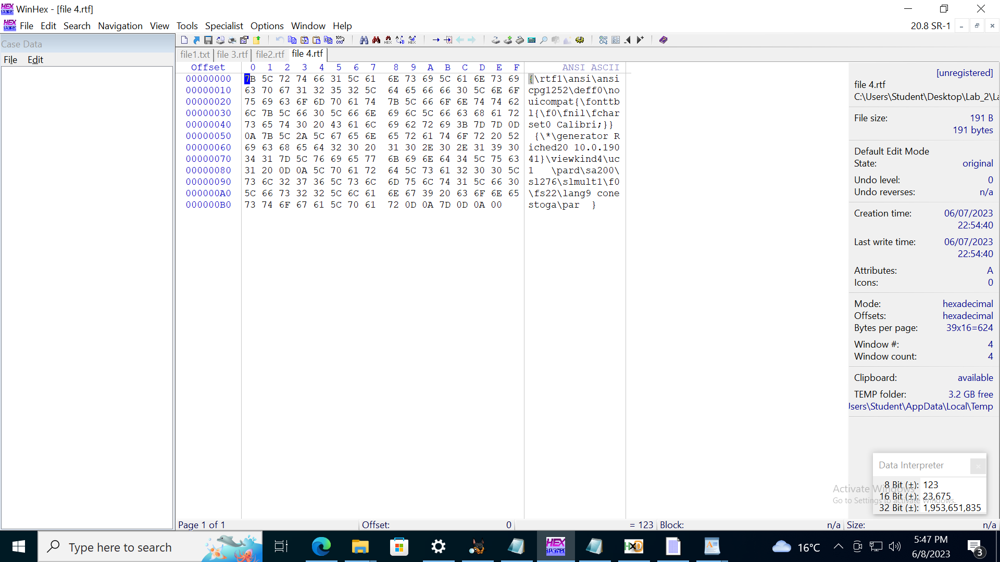 WinHex - [file 4.rtf]
File Edit Search Navigation View Tools Specialist Options Window Help 20.8 SR-1
Case Data
File Edit
file1.txt file 3.rtf file2.rtf file 4.rtf
Offset 0 1 2 3 4 5 6 7 8 9 A B C D E F ANSI ASCII
00000000 7B 5C 72 74 66 31 5C 61 6E 73 69 5C 61 6E 73 69 {\rtf1\ansi\ansi
00000010 63 70 67 31 32 35 32 5C 64 65 66 66 30 5C 6E 6F cpg1252\deff0\no
00000020 75 69 63 6F 6D 70 61 74 7B 5C 66 6F 6E 74 74 62 uicompat{\fonttb
00000030 6C 7B 5C 66 30 5C 66 6E 69 6C 5C 66 63 68 61 72 l{\f0\fnil\fchar
00000040 73 65 74 30 20 43 61 6C 69 62 72 69 3B 7D 7D 0D set0 Calibri;}}
00000050 0A 7B 5C 2A 5C 67 65 6E 65 72 61 74 6F 72 20 52 {\*\generator R
00000060 69 63 68 65 64 32 30 20 31 30 2E 30 2E 31 39 30 iched20 10.0.190
00000070 34 31 7D 5C 76 69 65 77 6B 69 6E 64 34 5C 75 63 41}\viewkind4\uc
00000080 31 20 0D 0A 5C 70 61 72 64 5C 73 61 32 30 30 5C 1 \pard\sa200\
00000090 73 6C 32 37 36 5C 73 6C 6D 75 6C 74 31 5C 66 30 sl276\slmult1\f0
000000A0 5C 66 73 32 32 5C 6C 61 6E 67 39 20 63 6F 6E 65 \fs22\lang9 cone
000000B0 73 74 6F 67 61 5C 70 61 72 0D 0A 7D 0D 0A 00 stoga\par }
[unregistered]
file 4.rtf
C:\Users\Student\Desktop\Lab_2\La
File size: 191 B
191 bytes
Default Edit Mode
State: original
Undo level: 0
Undo reverses: n/a
Creation time: 06/07/2023
22:54:40
Last write time: 06/07/2023
22:54:40
Attributes: A
Icons: 0
Mode: hexadecimal
Offsets: hexadecimal
Bytes per page: 39x16=624
Window #: 4
Window count: 4
Clipboard: available
TEMP folder: 3.2 GB free
Users\Student\AppData\Local\Temp
Data Interpreter
8 Bit (±): 123
16 Bit (±): 23,675
32 Bit (±): 1,953,651,835
Activate Windows
Go to Settings to activate Windows.
Page 1 of 1 Offset: 0 = 123 Block: n/a Size: n/a
Type here to search
HEX
HxD
16°C
5:47 PM
6/8/2023
3